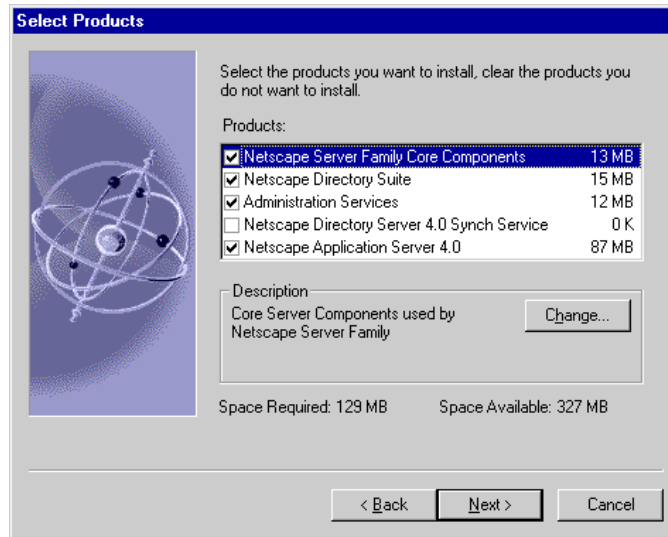 Select Products
Select the products you want to install, clear the products you
do not want to install.
Products:
Netscape Server Family Core Components 13 MB
Netscape Directory Suite 15 MB
Administration Services 12 MB
Netscape Directory Server 4.0 Synch Service 0 K
Netscape Application Server 4.0 87 MB
Description
Core Server Components used by
Netscape Server Family
Change...
Space Required: 129 MB Space Available: 327 MB
< Back Next > Cancel